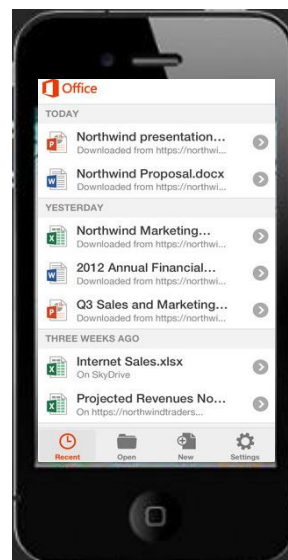 Office
TODAY
Northwind presentation...
Downloaded from https://northwi...
Northwind Proposal.docx
Downloaded from https://northwi...
YESTERDAY
Northwind Marketing...
Downloaded from https://northwi...
2012 Annual Financial...
Downloaded from https://northwi...
Q3 Sales and Marketing...
Downloaded from https://northwi...
THREE WEEKS AGO
Internet Sales.xlsx
On SkyDrive
Projected Revenues No...
On https://northwindtraders...
Recent Open New Settings